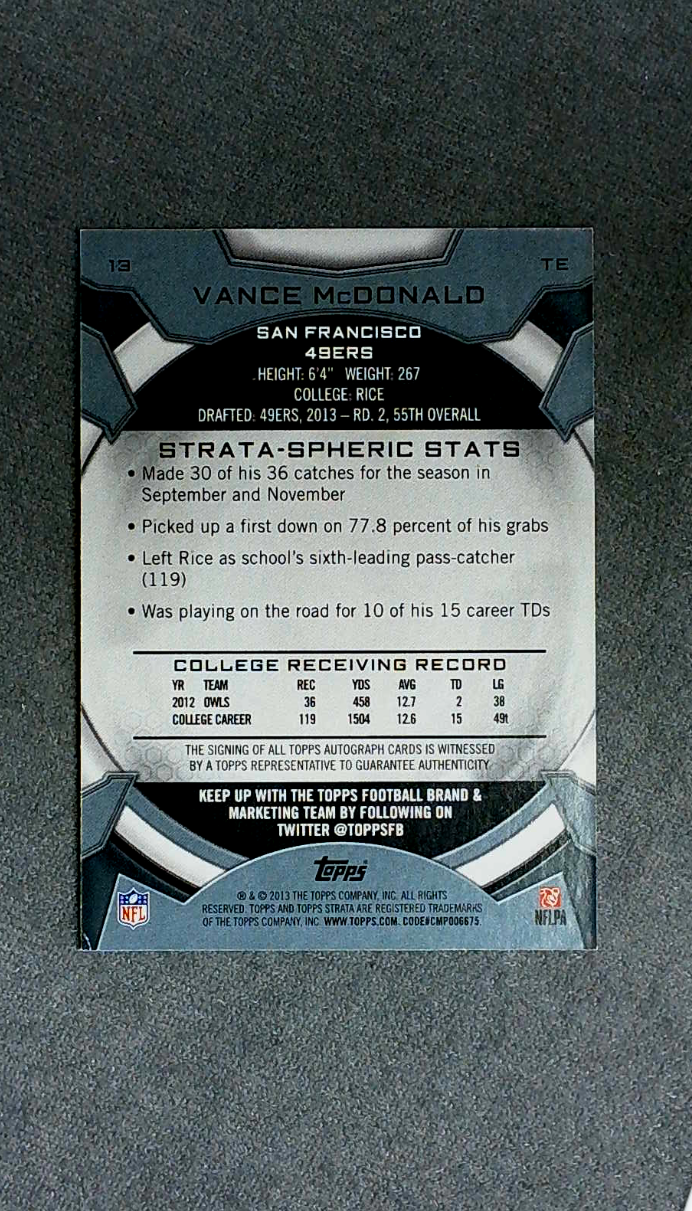 13
TE
VANCE McDONALD
SAN FRANCISCO
49ERS
HEIGHT: 6'4" WEIGHT: 267
COLLEGE: RICE
DRAFTED: 49ERS, 2013 – RD. 2, 55TH OVERALL
STRATA-SPHERIC STATS
• Made 30 of his 36 catches for the season in
September and November
• Picked up a first down on 77.8 percent of his grabs
• Left Rice as school's sixth-leading pass-catcher
(119)
• Was playing on the road for 10 of his 15 career TDs
COLLEGE RECEIVING RECORD
YR TEAM REC YDS AVG TD LG
2012 OWLS 36 458 12.7 2 38
COLLEGE CAREER 119 1504 12.6 15 49t
THE SIGNING OF ALL TOPPS AUTOGRAPH CARDS IS WITNESSED
BY A TOPPS REPRESENTATIVE TO GUARANTEE AUTHENTICITY.
KEEP UP WITH THE TOPPS FOOTBALL BRAND &
MARKETING TEAM BY FOLLOWING ON
TWITTER @TOPPSFB
topps
® & © 2013 THE TOPPS COMPANY, INC. ALL RIGHTS
RESERVED. TOPPS AND TOPPS STRATA ARE REGISTERED TRADEMARKS
OF THE TOPPS COMPANY, INC. WWW.TOPPS.COM. CODE#CMP006675
NFL
NFLPA